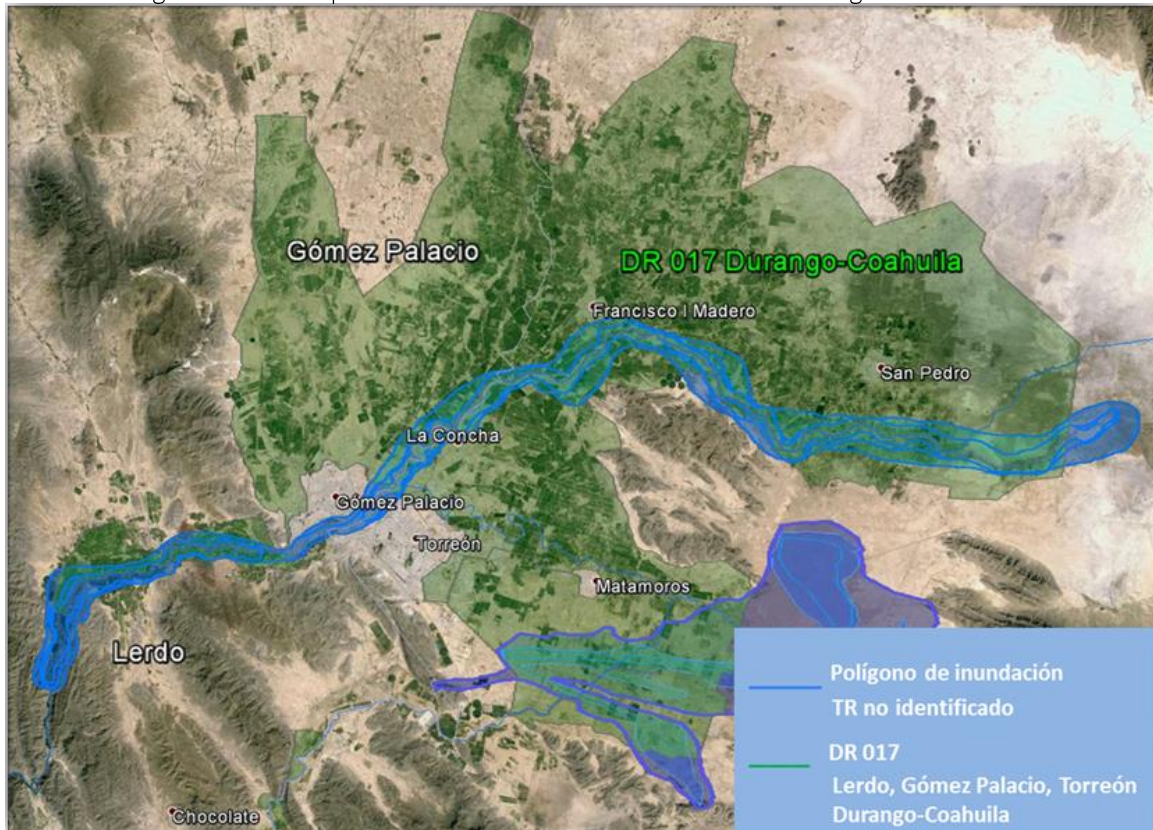 Gómez Palacio
DR 017 Durango-Coahuila
Francisco I Madero
San Pedro
La Concha
Gómez Palacio
Torreón
Matamoros
Lerdo
Polígono de inundación
TR no identificado
DR 017
Lerdo, Gómez Palacio, Torreón
Durango-Coahuila
Chocolate